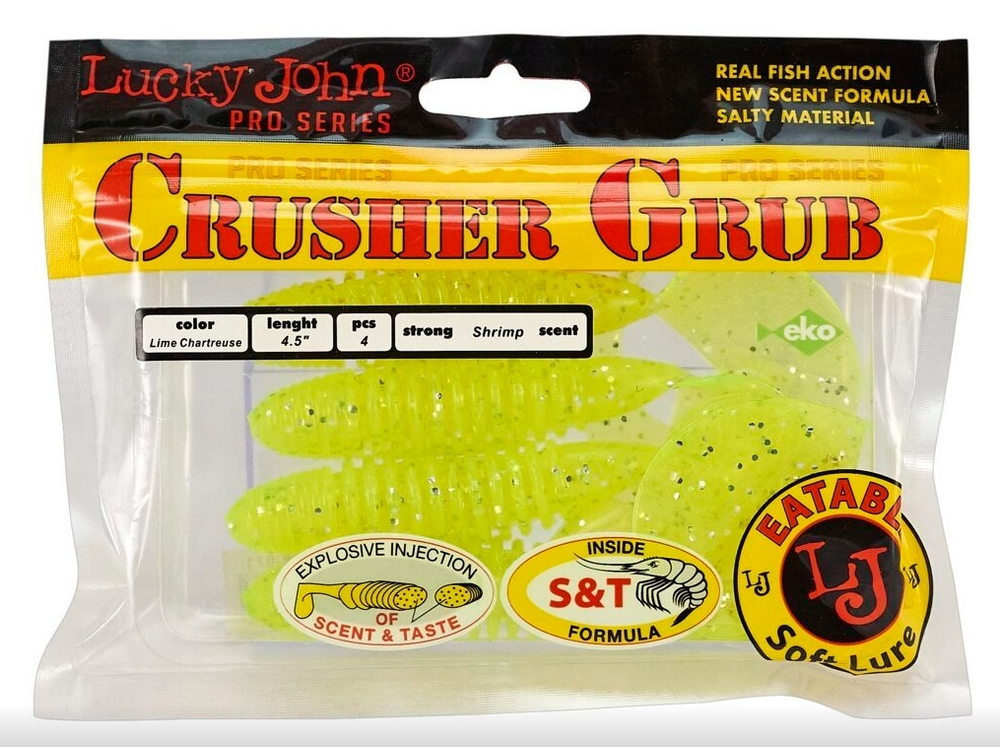 Lucky John®
PRO SERIES
REAL FISH ACTION
NEW SCENT FORMULA
SALTY MATERIAL
PRO SERIES PRO SERIES
CRUSHER GRUB
color
Lime Chartreuse
lenght
4.5"
pcs
4
strong Shrimp scent
eko
EXPLOSIVE INJECTION
OF
SCENT & TASTE
INSIDE
S&T
FORMULA
EATABL
LJ
LJ
LJ
Soft Lure